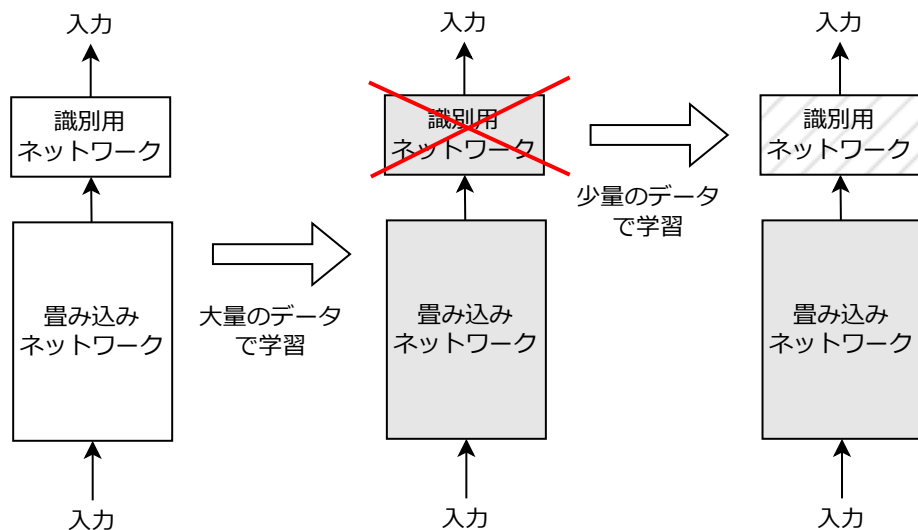 入力
識別用
ネットワーク
畳み込み
ネットワーク
入力
大量のデータ
で学習
入力
識別用
ネットワーク
畳み込み
ネットワーク
入力
少量のデータ
で学習
入力
識別用
ネットワーク
畳み込み
ネットワーク
入力